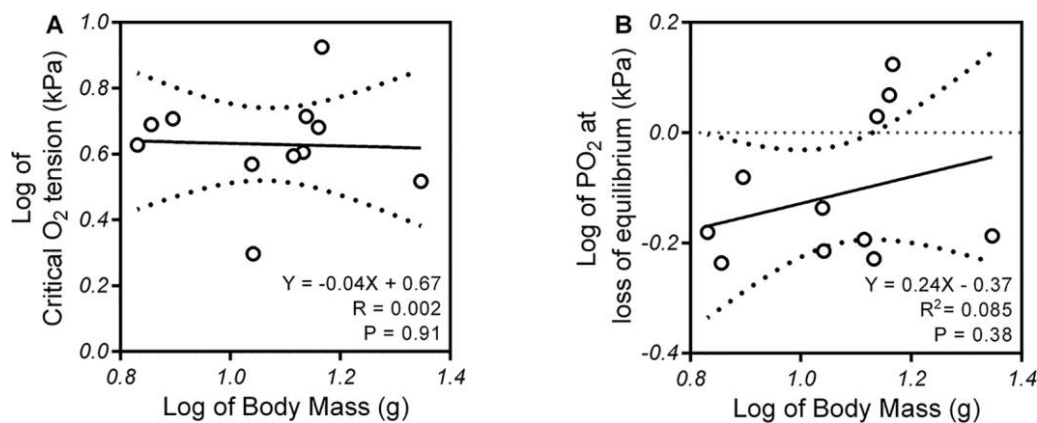 A
Log of
Critical O₂ tension (kPa)
1.0
0.8
0.6
0.4
0.2
0.0
Y = -0.04X + 0.67
R = 0.002
P = 0.91
0.8
1.0
1.2
1.4
Log of Body Mass (g)
B
Log of PO₂ at
loss of equilibrium (kPa)
0.2
0.0
-0.2
-0.4
Y = 0.24X - 0.37
R² = 0.085
P = 0.38
0.8
1.0
1.2
1.4
Log of Body Mass (g)